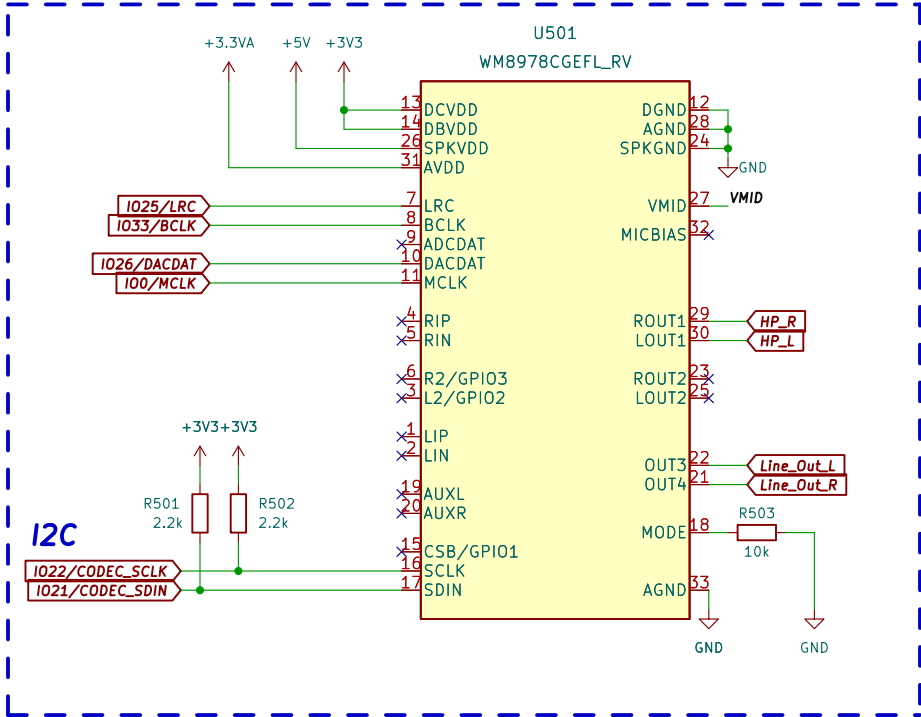 U501
WM8978CGEFL_RV
+3.3VA +5V +3V3
13 DCVDD DGND 12
14 DBVDD AGND 28
26 SPKVDD SPKGND 24
31 AVDD GND
IO25/LRC 7 LRC VMID 27 VMID
IO33/BCLK 8 BCLK
9 ADCDAT MICBIAS 32
IO26/DACDAT 10 DACDAT
IO0/MCLK 11 MCLK
4 RIP ROUT1 29 HP_R
5 RIN LOUT1 30 HP_L
6 R2/GPIO3 ROUT2 23
3 L2/GPIO2 LOUT2 25
+3V3 +3V3
1 LIP
2 LIN OUT3 22 Line_Out_L
19 AUXL OUT4 21 Line_Out_R
R501 R502
2.2k 2.2k
20 AUXR R503
MODE 18
10k
I2C
15 CSB/GPIO1
IO22/CODEC_SCLK 16 SCLK
IO21/CODEC_SDIN 17 SDIN AGND 33
GND GND